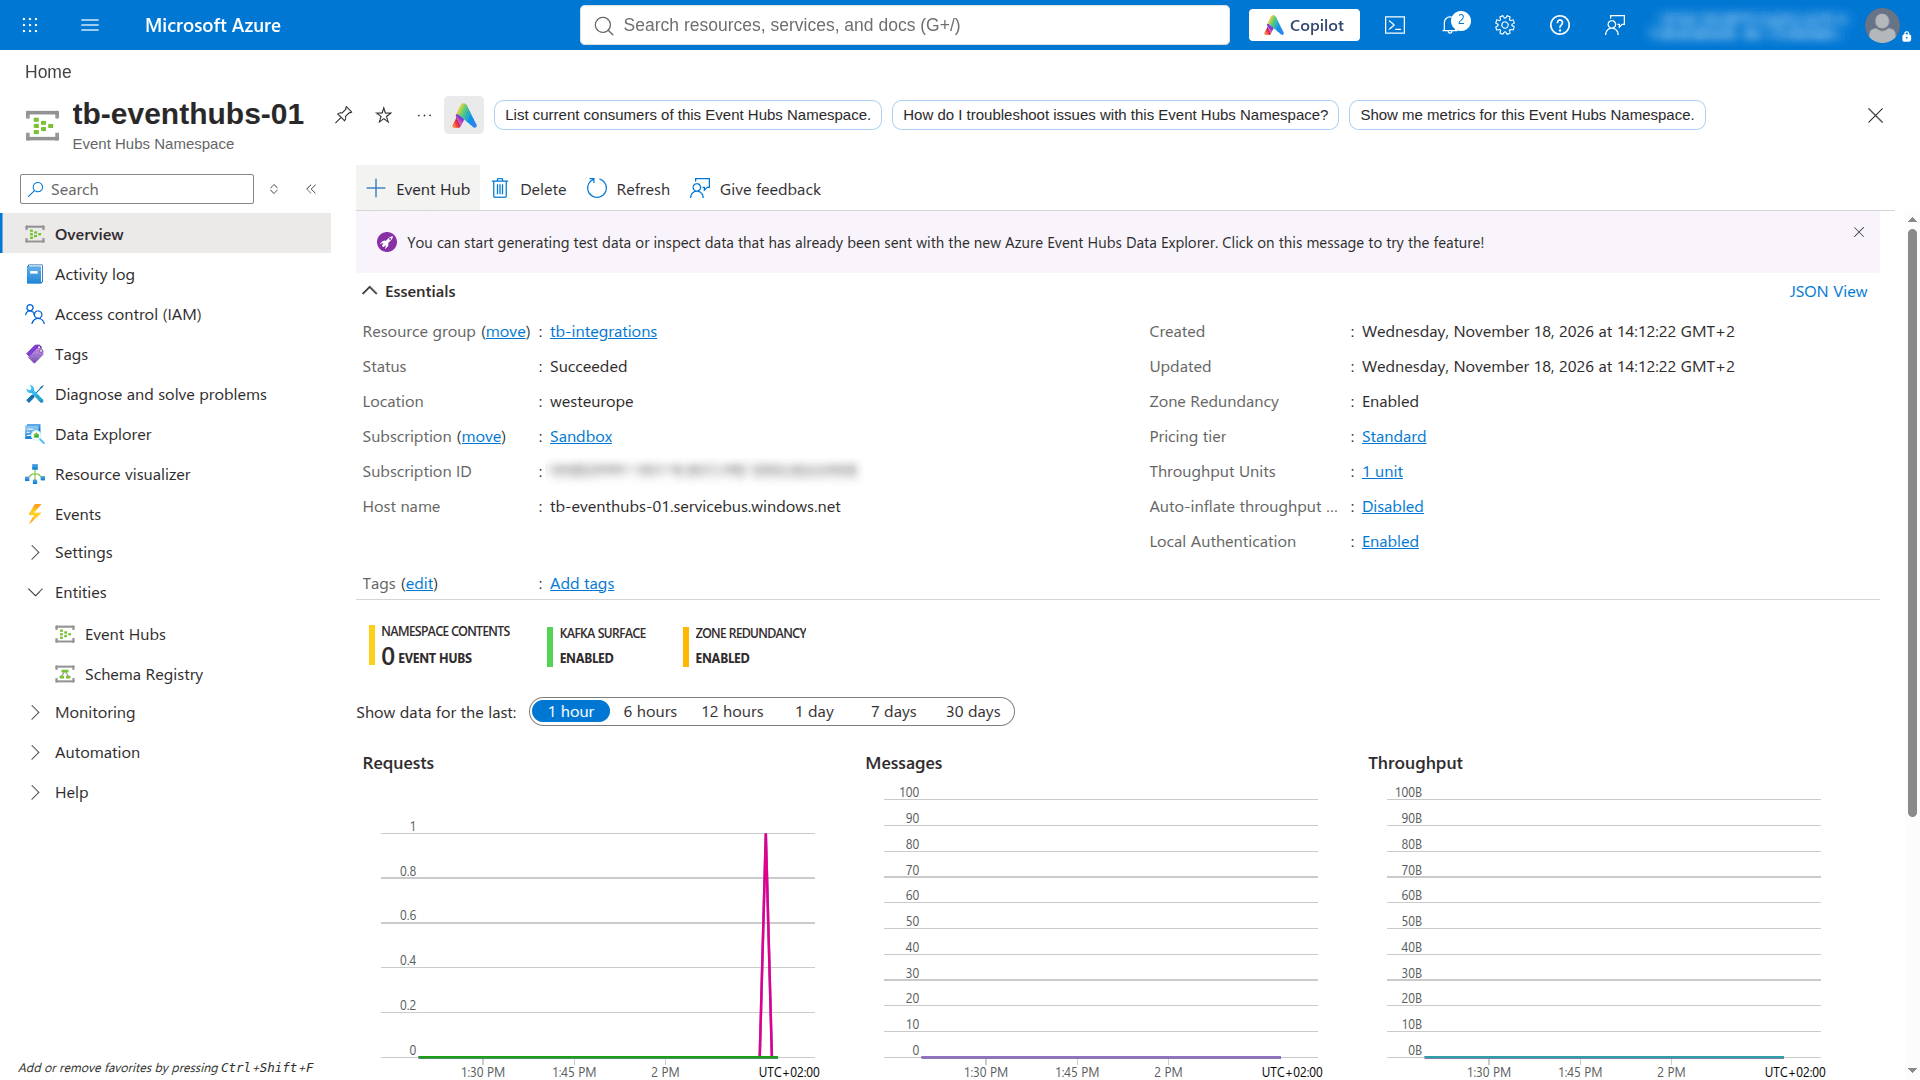 Microsoft Azure
Search resources, services, and docs (G+/)
Copilot
2
Home
tb-eventhubs-01
Event Hubs Namespace
List current consumers of this Event Hubs Namespace.
How do I troubleshoot issues with this Event Hubs Namespace?
Show me metrics for this Event Hubs Namespace.
Search
Overview
Activity log
Access control (IAM)
Tags
Diagnose and solve problems
Data Explorer
Resource visualizer
Events
Settings
Entities
Event Hubs
Schema Registry
Monitoring
Automation
Help
Add or remove favorites by pressing Ctrl+Shift+F
Event Hub
Delete
Refresh
Give feedback
You can start generating test data or inspect data that has already been sent with the new Azure Event Hubs Data Explorer. Click on this message to try the feature!
Essentials
JSON View
Resource group (move) : tb-integrations
Status : Succeeded
Location : westeurope
Subscription (move) : Sandbox
Subscription ID :
Host name : tb-eventhubs-01.servicebus.windows.net
Created : Wednesday, November 18, 2026 at 14:12:22 GMT+2
Updated : Wednesday, November 18, 2026 at 14:12:22 GMT+2
Zone Redundancy : Enabled
Pricing tier : Standard
Throughput Units : 1 unit
Auto-inflate throughput ... : Disabled
Local Authentication : Enabled
Tags (edit) : Add tags
NAMESPACE CONTENTS
0 EVENT HUBS
KAFKA SURFACE
ENABLED
ZONE REDUNDANCY
ENABLED
Show data for the last: 1 hour 6 hours 12 hours 1 day 7 days 30 days
Requests
1
0.8
0.6
0.4
0.2
0
1:30 PM 1:45 PM 2 PM UTC+02:00
Messages
100
90
80
70
60
50
40
30
20
10
0
1:30 PM 1:45 PM 2 PM UTC+02:00
Throughput
100B
90B
80B
70B
60B
50B
40B
30B
20B
10B
0B
1:30 PM 1:45 PM 2 PM UTC+02:00